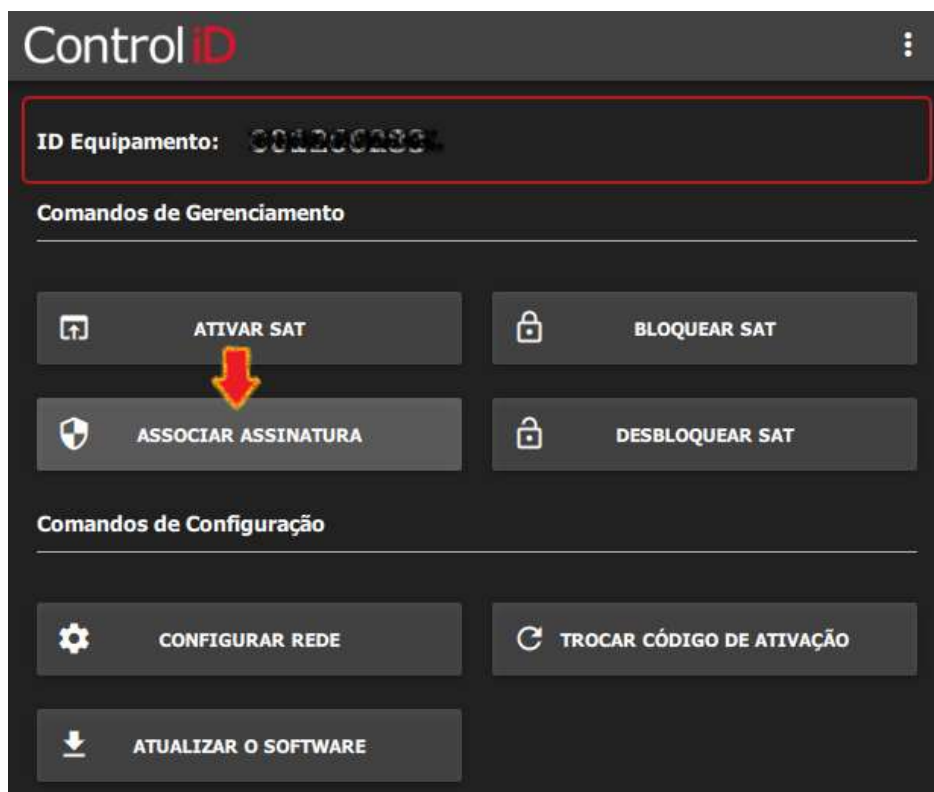 Control iD
ID Equipamento:
Comandos de Gerenciamento
ATIVAR SAT
BLOQUEAR SAT
ASSOCIAR ASSINATURA
DESBLOQUEAR SAT
Comandos de Configuração
CONFIGURAR REDE
TROCAR CÓDIGO DE ATIVAÇÃO
ATUALIZAR O SOFTWARE